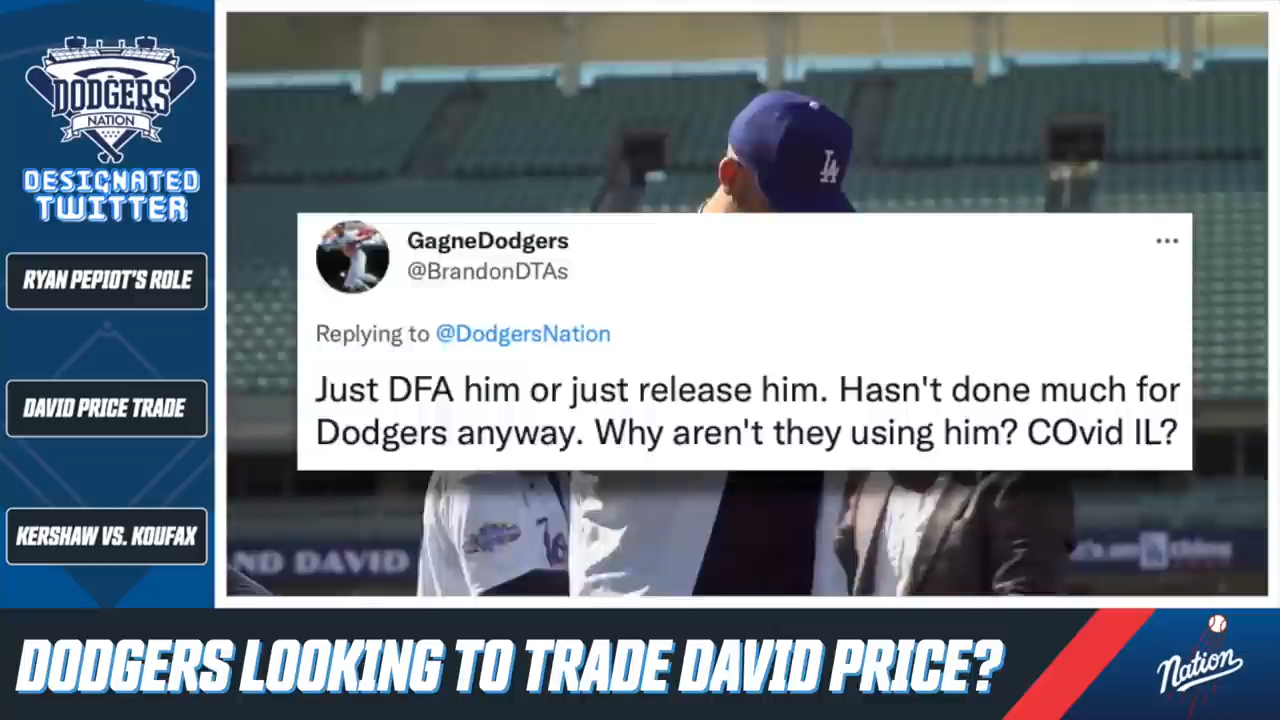 DODGERS
NATION
DESIGNATED
TWITTER
RYAN PEPIOT'S ROLE
DAVID PRICE TRADE
KERSHAW VS. KOUFAX
LA
GagneDodgers
@BrandonDTAs
...
Replying to @DodgersNation
Just DFA him or just release him. Hasn't done much for
Dodgers anyway. Why aren't they using him? COvid IL?
ND DAVID
DODGERS LOOKING TO TRADE DAVID PRICE?
Nation